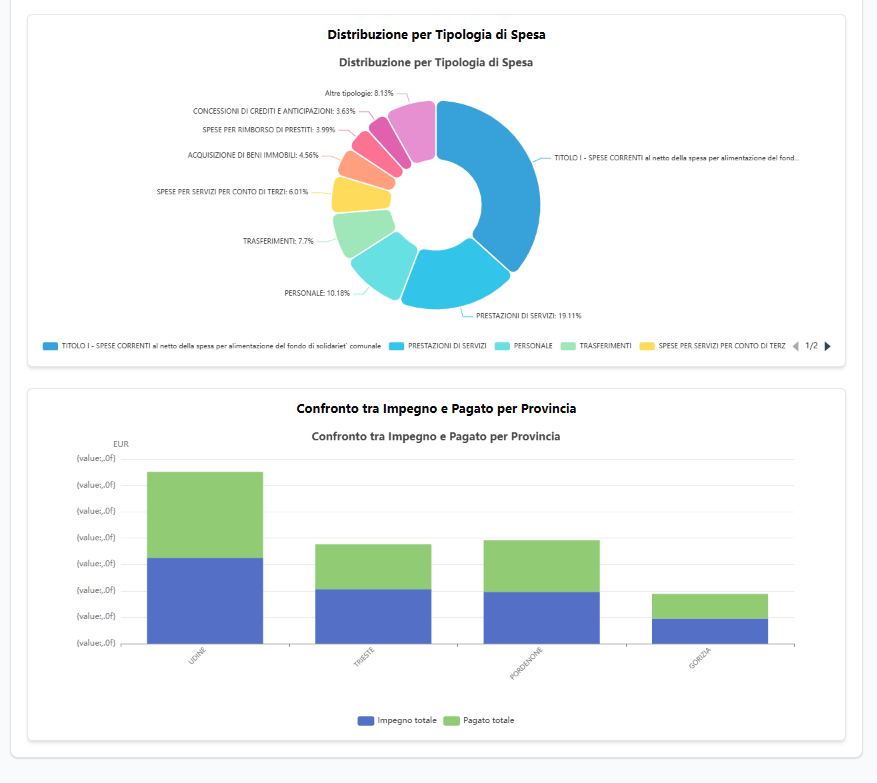 Distribuzione per Tipologia di Spesa
Distribuzione per Tipologia di Spesa
Altre tipologie: 8.13%
CONCESSIONI DI CREDITI E ANTICIPAZIONI: 3.63%
SPESE PER RIMBORSO DI PRESTITI: 3.99%
ACQUISIZIONE DI BENI IMMOBILI: 4.56%
TITOLO I - SPESE CORRENTI al netto della spesa per alimentazione del fond...
SPESE PER SERVIZI PER CONTO DI TERZI: 6.01%
TRASFERIMENTI: 7.7%
PERSONALE: 10.18%
PRESTAZIONI DI SERVIZI: 19.11%
TITOLO I - SPESE CORRENTI al netto della spesa per alimentazione del fondo di solidariet` comunale PRESTAZIONI DI SERVIZI PERSONALE TRASFERIMENTI SPESE PER SERVIZI PER CONTO DI TERZ 1/2
Confronto tra Impegno e Pagato per Provincia
Confronto tra Impegno e Pagato per Provincia
EUR
{value:,.0f}
{value:,.0f}
{value:,.0f}
{value:,.0f}
{value:,.0f}
{value:,.0f}
{value:,.0f}
{value:,.0f}
UDINE
TRIESTE
PORDENONE
GORIZIA
Impegno totale Pagato totale